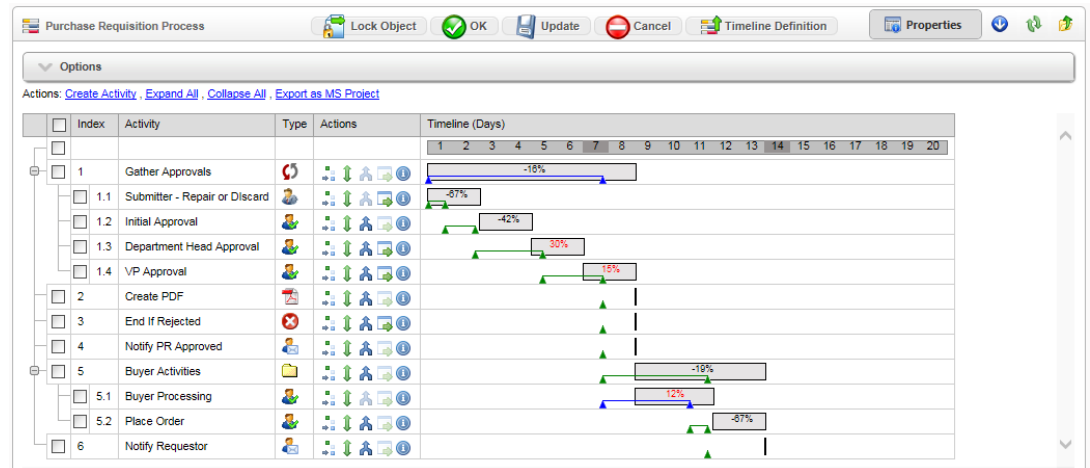 Purchase Requisition Process Lock Object OK Update Cancel Timeline Definition Properties
Options
Actions: Create Activity , Expand All , Collapse All , Export as MS Project
Index Activity Type Actions Timeline (Days)
1 2 3 4 5 6 7 8 9 10 11 12 13 14 15 16 17 18 19 20
1 Gather Approvals -16%
1.1 Submitter - Repair or DIscard -67%
1.2 Initial Approval -42%
1.3 Department Head Approval 30%
1.4 VP Approval 15%
2 Create PDF
3 End If Rejected
4 Notify PR Approved
5 Buyer Activities -19%
5.1 Buyer Processing 12%
5.2 Place Order -67%
6 Notify Requestor